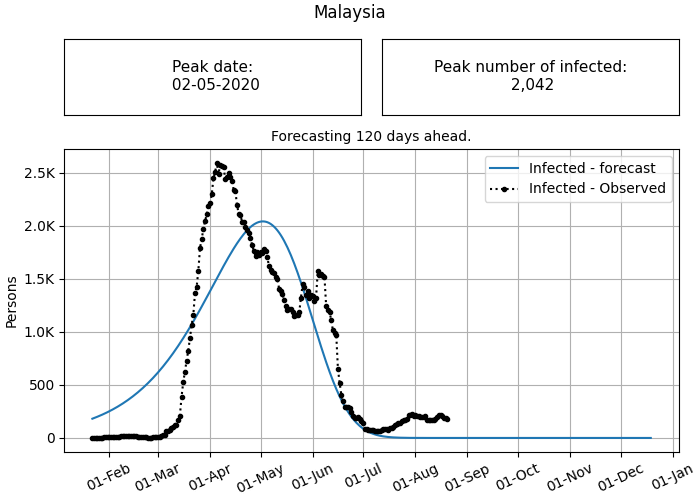 Malaysia
Peak date:
02-05-2020
Peak number of infected:
2,042
Forecasting 120 days ahead.
Infected - forecast
Infected - Observed
Persons
2.5K
2.0K
1.5K
1.0K
500
0
01-Feb
01-Mar
01-Apr
01-May
01-Jun
01-Jul
01-Aug
01-Sep
01-Oct
01-Nov
01-Dec
01-Jan